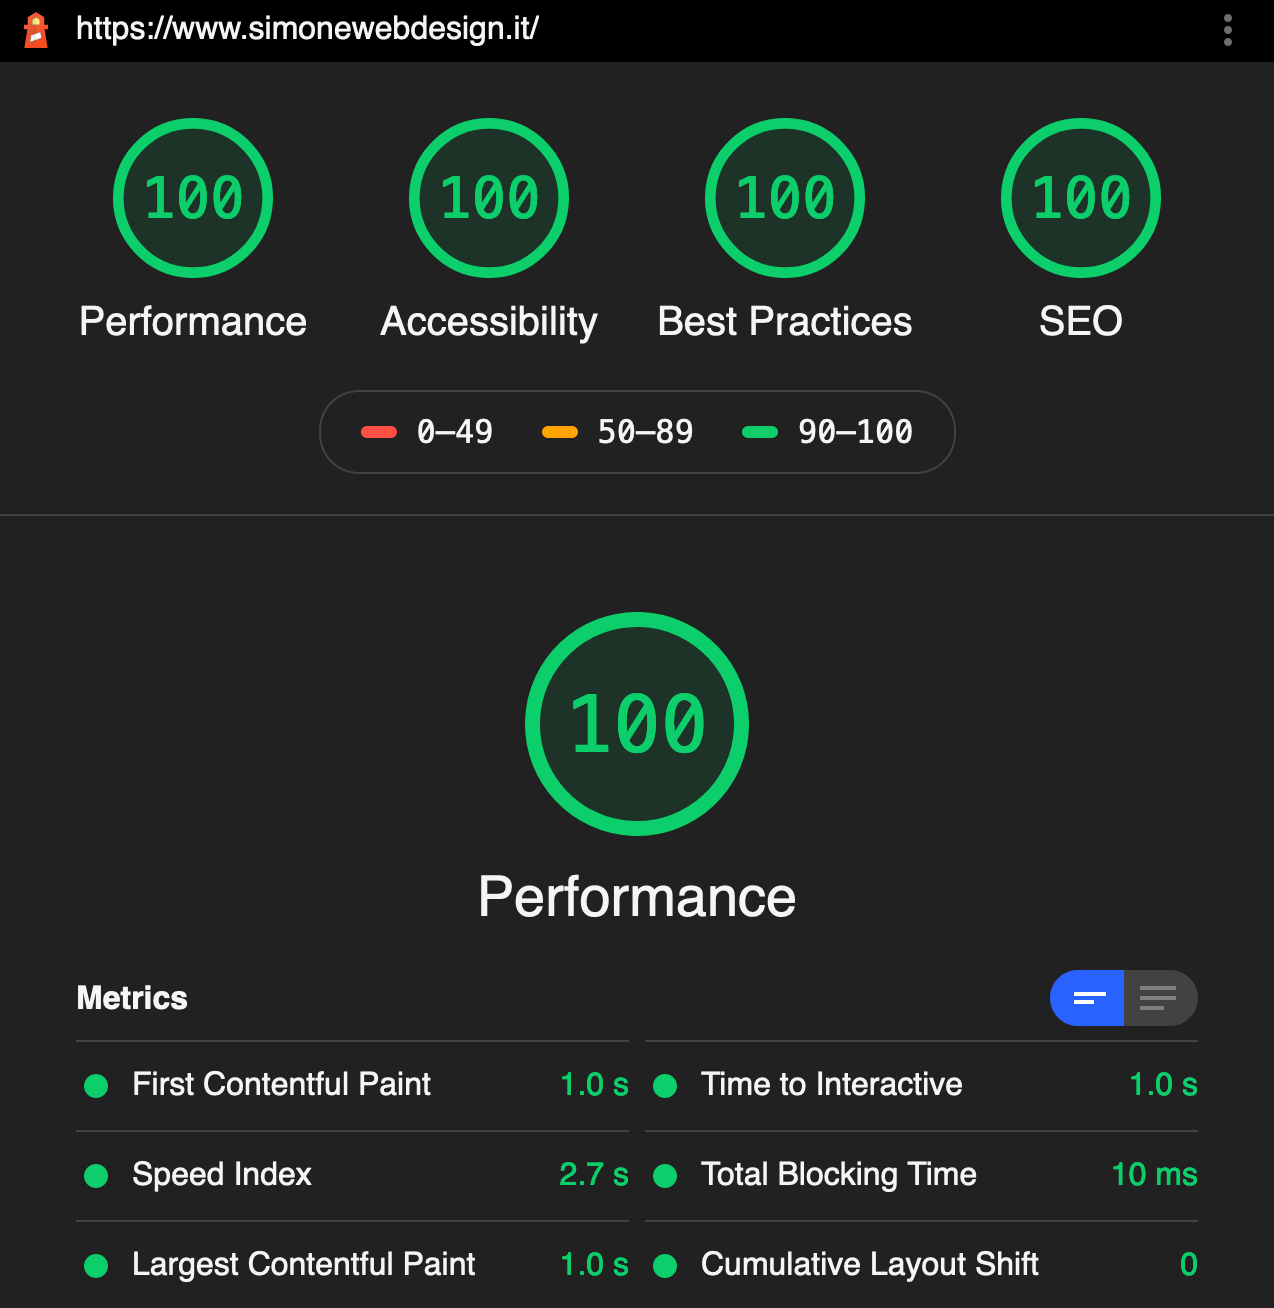 https://www.simonewebdesign.it/
100 100 100 100
Performance Accessibility Best Practices SEO
0–49 50–89 90–100
100
Performance
Metrics
First Contentful Paint 1.0 s Time to Interactive 1.0 s
Speed Index 2.7 s Total Blocking Time 10 ms
Largest Contentful Paint 1.0 s Cumulative Layout Shift 0